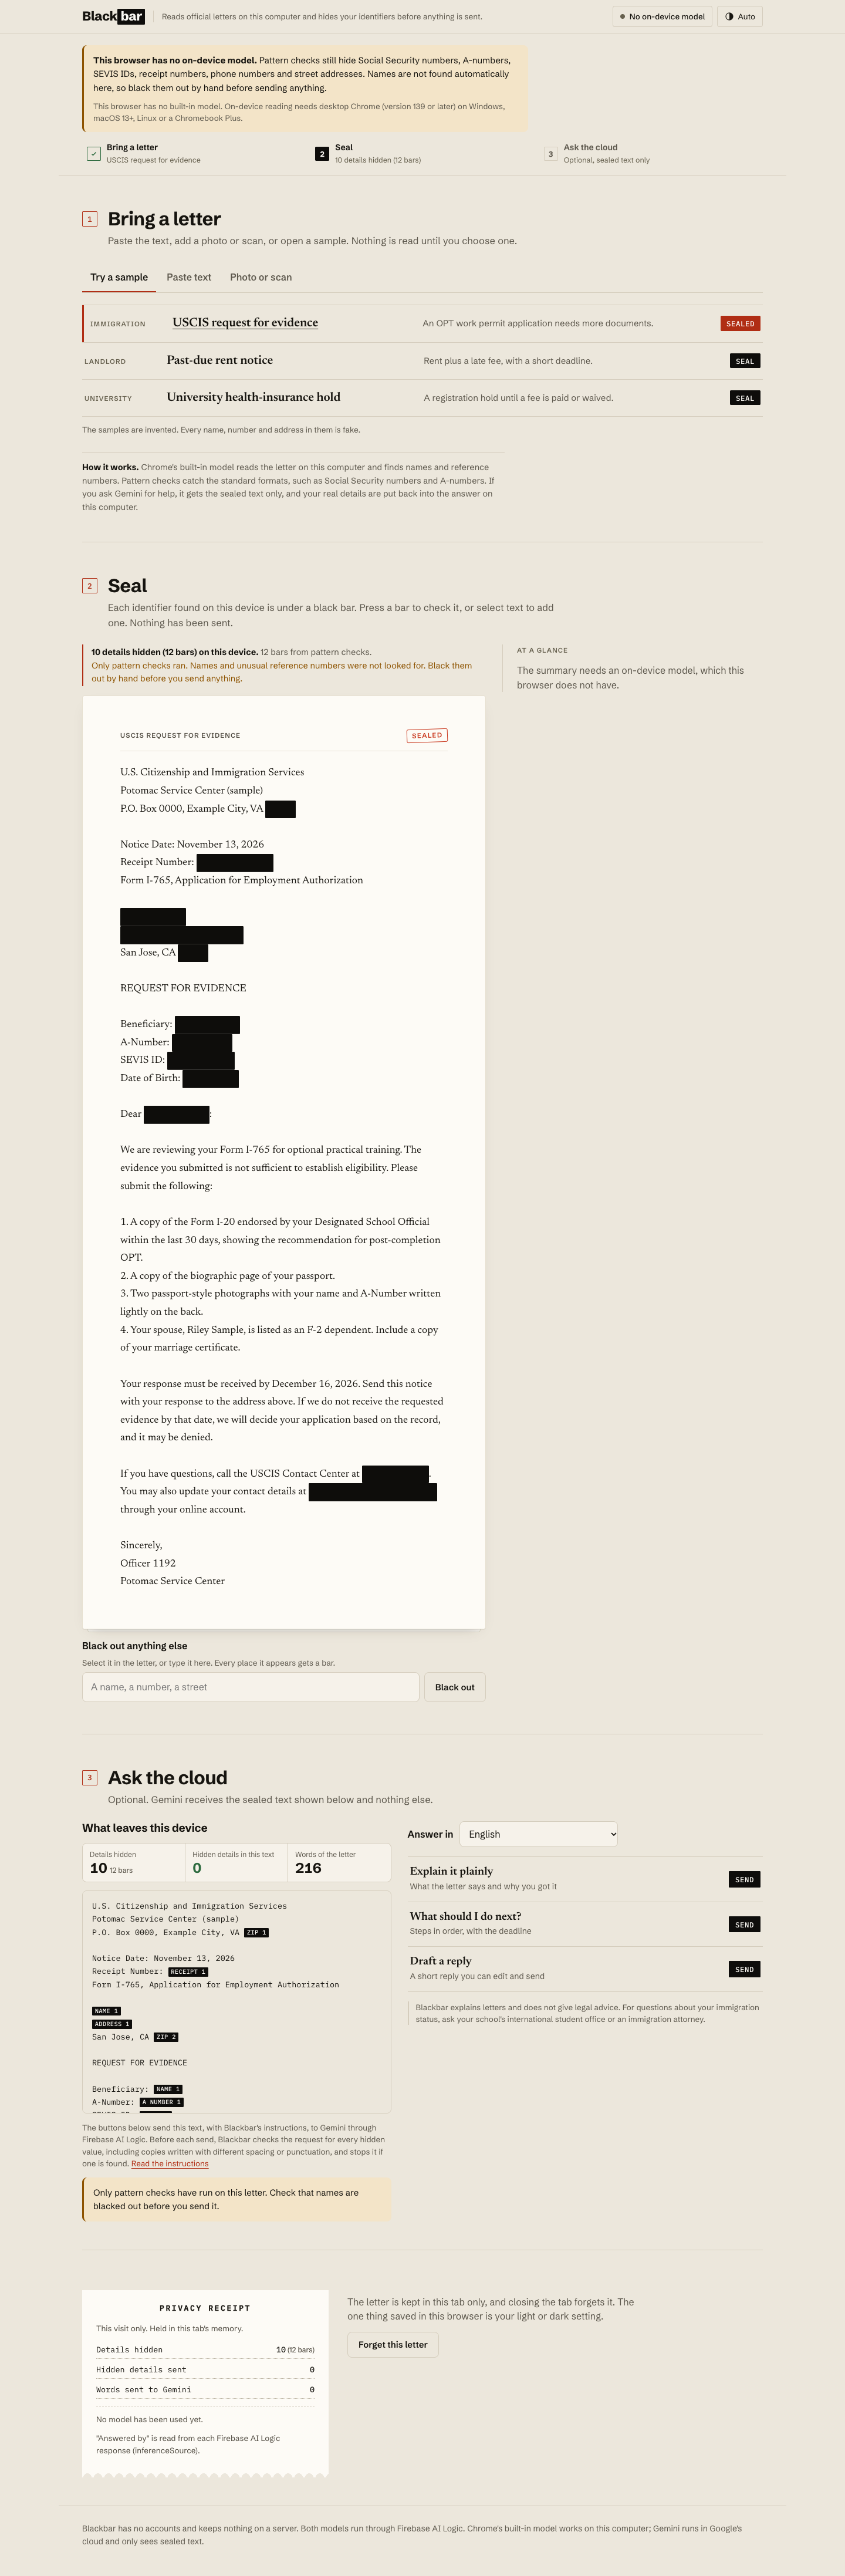 Blackbar
Reads official letters on this computer and hides your identifiers before anything is sent.
No on-device model
Auto
This browser has no on-device model. Pattern checks still hide Social Security numbers, A-numbers,
SEVIS IDs, receipt numbers, phone numbers and street addresses. Names are not found automatically
here, so black them out by hand before sending anything.
This browser has no built-in model. On-device reading needs desktop Chrome (version 139 or later) on Windows,
macOS 13+, Linux or a Chromebook Plus.
Bring a letter
USCIS request for evidence
2
Seal
10 details hidden (12 bars)
3
Ask the cloud
Optional, sealed text only
1
Bring a letter
Paste the text, add a photo or scan, or open a sample. Nothing is read until you choose one.
Try a sample
Paste text
Photo or scan
IMMIGRATION
USCIS request for evidence
An OPT work permit application needs more documents.
SEALED
LANDLORD
Past-due rent notice
Rent plus a late fee, with a short deadline.
SEAL
UNIVERSITY
University health-insurance hold
A registration hold until a fee is paid or waived.
SEAL
The samples are invented. Every name, number and address in them is fake.
How it works. Chrome's built-in model reads the letter on this computer and finds names and reference
numbers. Pattern checks catch the standard formats, such as Social Security numbers and A-numbers. If
you ask Gemini for help, it gets the sealed text only, and your real details are put back into the answer on
this computer.
2
Seal
Each identifier found on this device is under a black bar. Press a bar to check it, or select text to add
one. Nothing has been sent.
10 details hidden (12 bars) on this device. 12 bars from pattern checks.
Only pattern checks ran. Names and unusual reference numbers were not looked for. Black them
out by hand before you send anything.
AT A GLANCE
The summary needs an on-device model, which this
browser does not have.
USCIS REQUEST FOR EVIDENCE
SEALED
U.S. Citizenship and Immigration Services
Potomac Service Center (sample)
P.O. Box 0000, Example City, VA
Notice Date: November 13, 2026
Receipt Number:
Form I-765, Application for Employment Authorization
San Jose, CA
REQUEST FOR EVIDENCE
Beneficiary:
A-Number:
SEVIS ID:
Date of Birth:
Dear :
We are reviewing your Form I-765 for optional practical training. The
evidence you submitted is not sufficient to establish eligibility. Please
submit the following:
1. A copy of the Form I-20 endorsed by your Designated School Official
within the last 30 days, showing the recommendation for post-completion
OPT.
2. A copy of the biographic page of your passport.
3. Two passport-style photographs with your name and A-Number written
lightly on the back.
4. Your spouse, Riley Sample, is listed as an F-2 dependent. Include a copy
of your marriage certificate.
Your response must be received by December 16, 2026. Send this notice
with your response to the address above. If we do not receive the requested
evidence by that date, we will decide your application based on the record,
and it may be denied.
If you have questions, call the USCIS Contact Center at .
You may also update your contact details at
through your online account.
Sincerely,
Officer 1192
Potomac Service Center
Black out anything else
Select it in the letter, or type it here. Every place it appears gets a bar.
A name, a number, a street
Black out
3
Ask the cloud
Optional. Gemini receives the sealed text shown below and nothing else.
What leaves this device
Details hidden
10 12 bars
Hidden details in this text
0
Words of the letter
216
U.S. Citizenship and Immigration Services
Potomac Service Center (sample)
P.O. Box 0000, Example City, VA ZIP 1
Notice Date: November 13, 2026
Receipt Number: RECEIPT 1
Form I-765, Application for Employment Authorization
NAME 1
ADDRESS 1
San Jose, CA ZIP 2
REQUEST FOR EVIDENCE
Beneficiary: NAME 1
A-Number: A NUMBER 1
The buttons below send this text, with Blackbar's instructions, to Gemini through
Firebase AI Logic. Before each send, Blackbar checks the request for every hidden
value, including copies written with different spacing or punctuation, and stops it if
one is found. Read the instructions
Only pattern checks have run on this letter. Check that names are
blacked out before you send it.
Answer in
English
Explain it plainly
What the letter says and why you got it
SEND
What should I do next?
Steps in order, with the deadline
SEND
Draft a reply
A short reply you can edit and send
SEND
Blackbar explains letters and does not give legal advice. For questions about your immigration
status, ask your school's international student office or an immigration attorney.
PRIVACY RECEIPT
This visit only. Held in this tab's memory.
Details hidden 10 (12 bars)
Hidden details sent 0
Words sent to Gemini 0
No model has been used yet.
"Answered by" is read from each Firebase AI Logic
response (inferenceSource).
The letter is kept in this tab only, and closing the tab forgets it. The
one thing saved in this browser is your light or dark setting.
Forget this letter
Blackbar has no accounts and keeps nothing on a server. Both models run through Firebase AI Logic. Chrome's built-in model works on this computer; Gemini runs in Google's
cloud and only sees sealed text.